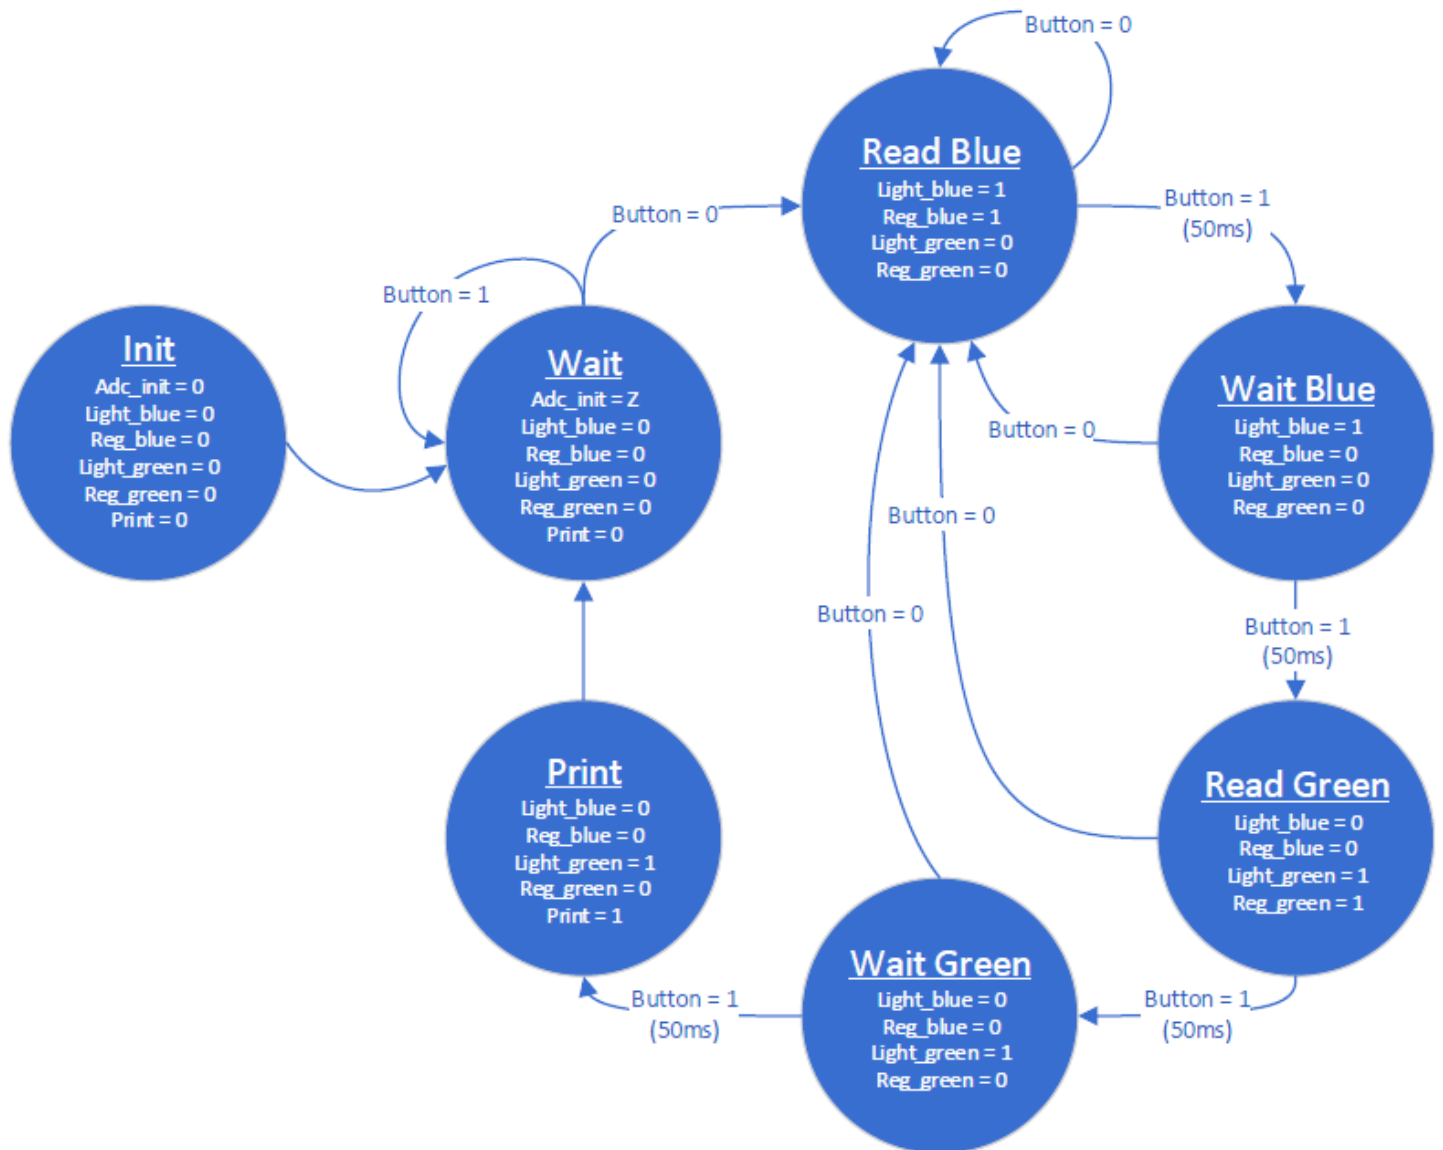 Button = 0
Read Blue
Light_blue = 1
Reg_blue = 1
Light_green = 0
Reg_green = 0
Button = 1
(50ms)
Button = 0
Button = 1
Init
Adc_init = 0
Light_blue = 0
Reg_blue = 0
Light_green = 0
Reg_green = 0
Print = 0
Wait
Adc_init = Z
Light_blue = 0
Reg_blue = 0
Light_green = 0
Reg_green = 0
Print = 0
Wait Blue
Light_blue = 1
Reg_blue = 0
Light_green = 0
Reg_green = 0
Button = 0
Button = 0
Button = 0
Button = 1
(50ms)
Print
Light_blue = 0
Reg_blue = 0
Light_green = 1
Reg_green = 0
Print = 1
Read Green
Light_blue = 0
Reg_blue = 0
Light_green = 1
Reg_green = 1
Wait Green
Light_blue = 0
Reg_blue = 0
Light_green = 1
Reg_green = 0
Button = 1
(50ms)
Button = 1
(50ms)